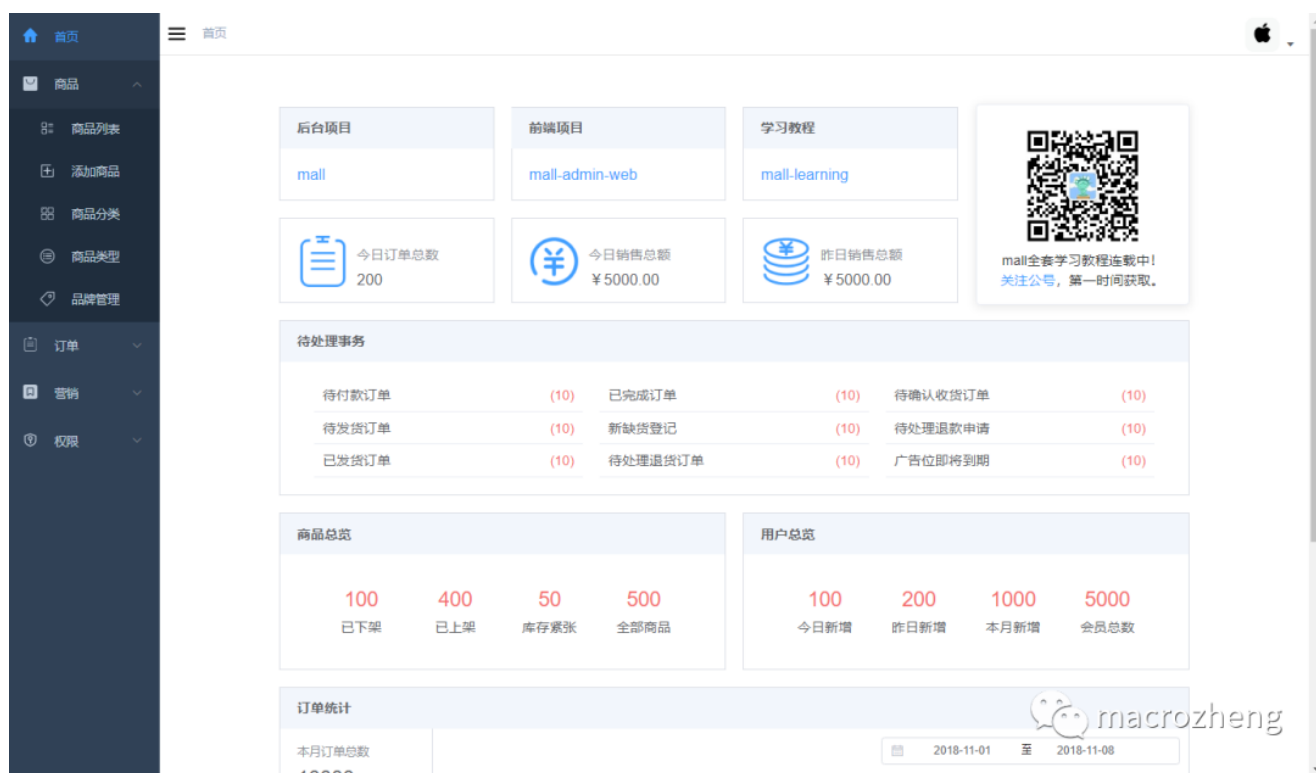 首页
首页
商品
商品列表
添加商品
商品分类
商品类型
品牌管理
订单
营销
权限
后台项目
mall
前端项目
mall-admin-web
学习教程
mall-learning
mall全套学习教程连载中!
关注公号，第一时间获取。
今日订单总数
200
今日销售总额
￥5000.00
昨日销售总额
￥5000.00
待处理事务
待付款订单 (10) 已完成订单 (10) 待确认收货订单 (10)
待发货订单 (10) 新缺货登记 (10) 待处理退款申请 (10)
已发货订单 (10) 待处理退货订单 (10) 广告位即将到期 (10)
商品总览
100 400 50 500
已下架 已上架 库存紧张 全部商品
用户总览
100 200 1000 5000
今日新增 昨日新增 本月新增 会员总数
订单统计
本月订单总数
2018-11-01 至 2018-11-08
macrozheng